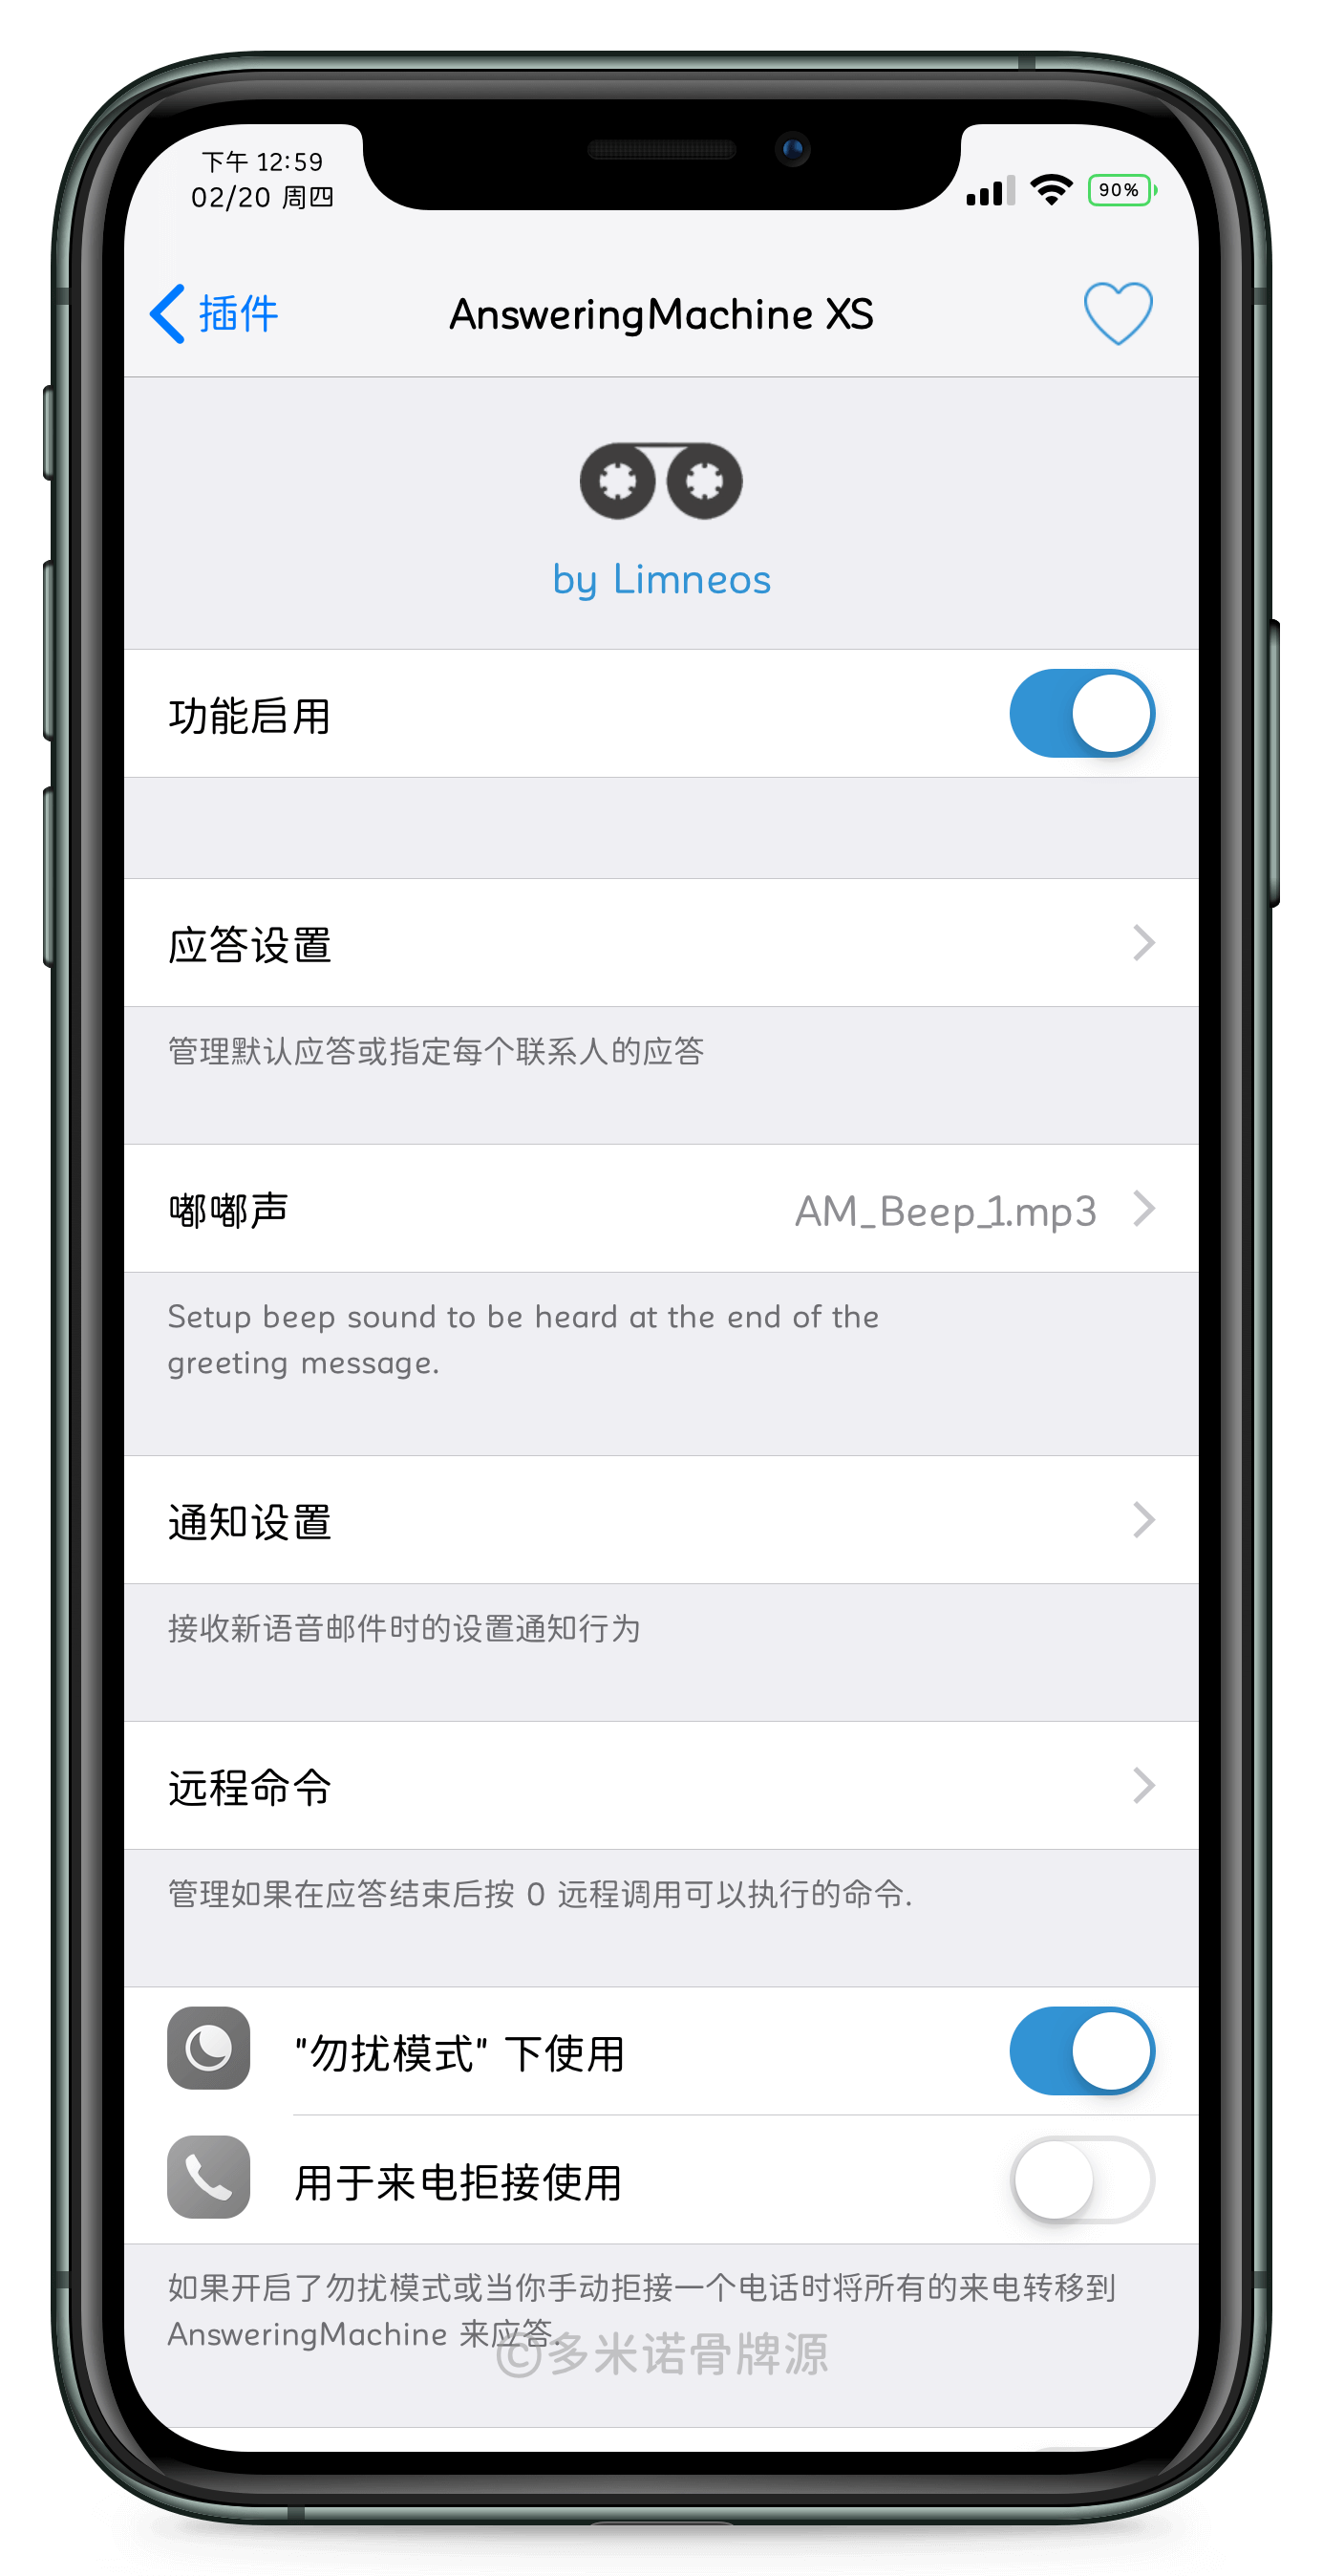 下午 12:59
02/20 周四
90%
插件
AnsweringMachine XS
by Limneos
功能启用
应答设置
管理默认应答或指定每个联系人的应答
嘟嘟声
AM_Beep_1.mp3
Setup beep sound to be heard at the end of the
greeting message.
通知设置
接收新语音邮件时的设置通知行为
远程命令
管理如果在应答结束后按 0 远程调用可以执行的命令.
"勿扰模式" 下使用
用于来电拒接使用
如果开启了勿扰模式或当你手动拒接一个电话时将所有的来电转移到
AnsweringMachine 来应答.
©多米诺骨牌源